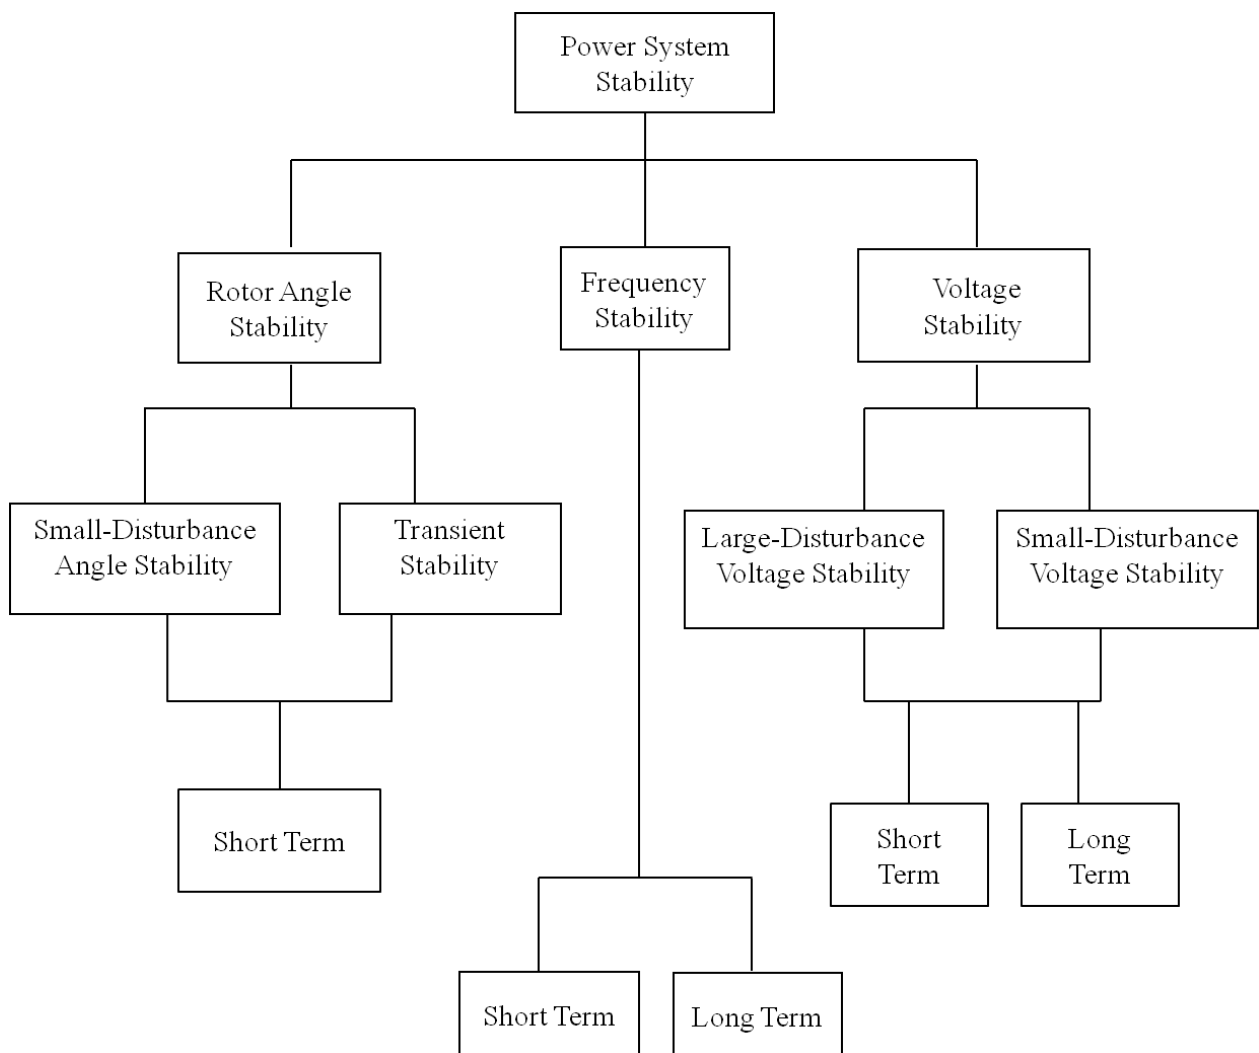 Power System
Stability
Rotor Angle
Stability
Frequency
Stability
Voltage
Stability
Small-Disturbance
Angle Stability
Transient
Stability
Large-Disturbance
Voltage Stability
Small-Disturbance
Voltage Stability
Short Term
Short
Term
Long
Term
Short Term
Long Term